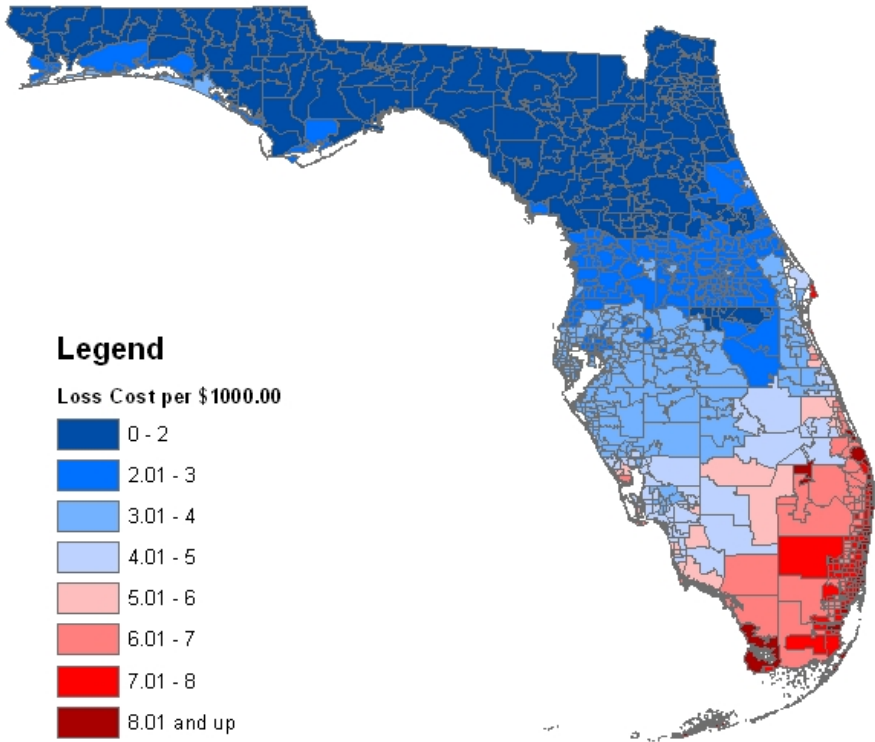 Legend
Loss Cost per $1000.00
0 - 2
2.01 - 3
3.01 - 4
4.01 - 5
5.01 - 6
6.01 - 7
7.01 - 8
8.01 and up